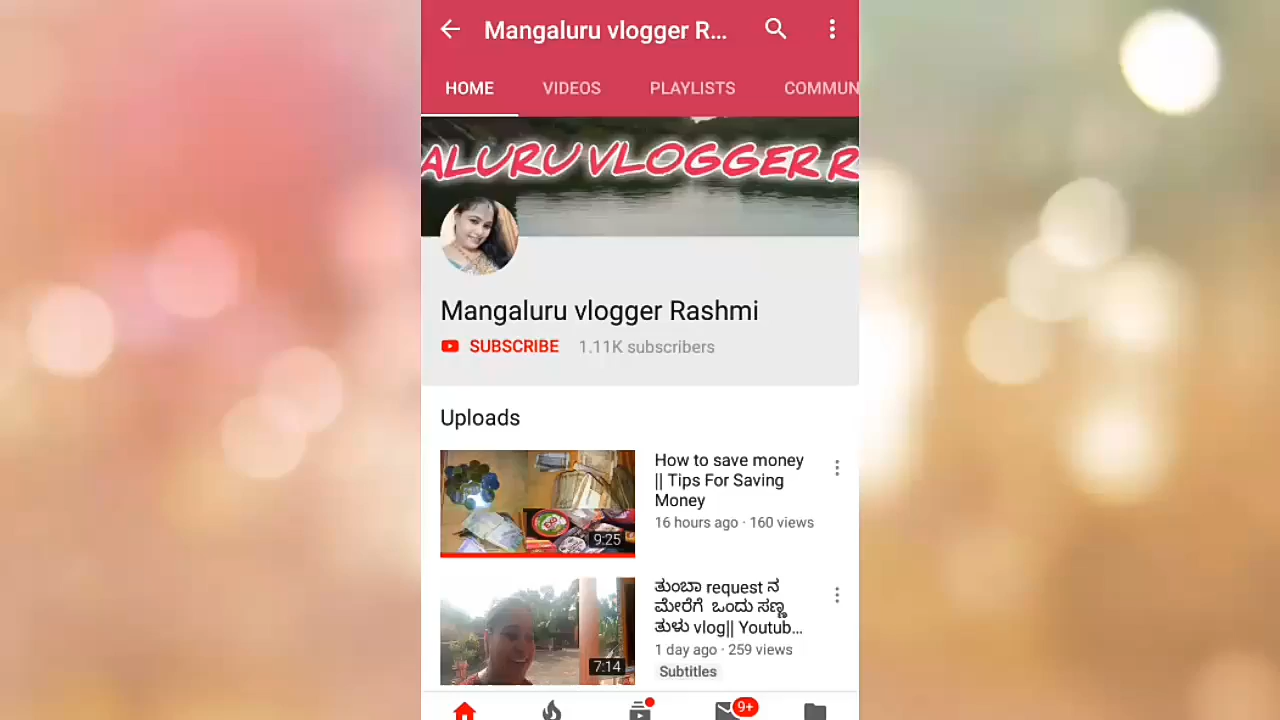 Mangaluru vlogger R...
HOME VIDEOS PLAYLISTS COMMUN
ALURU VLOGGER R
Mangaluru vlogger Rashmi
SUBSCRIBE 1.11K subscribers
Uploads
How to save money
|| Tips For Saving
Money
16 hours ago · 160 views
9:25
ತುಂಬಾ request ನ
ಮೇರೆಗೆ ಒಂದು ಸಣ್ಣ
ತುಳು vlog|| Youtub...
1 day ago · 259 views
7:14
Subtitles
9+